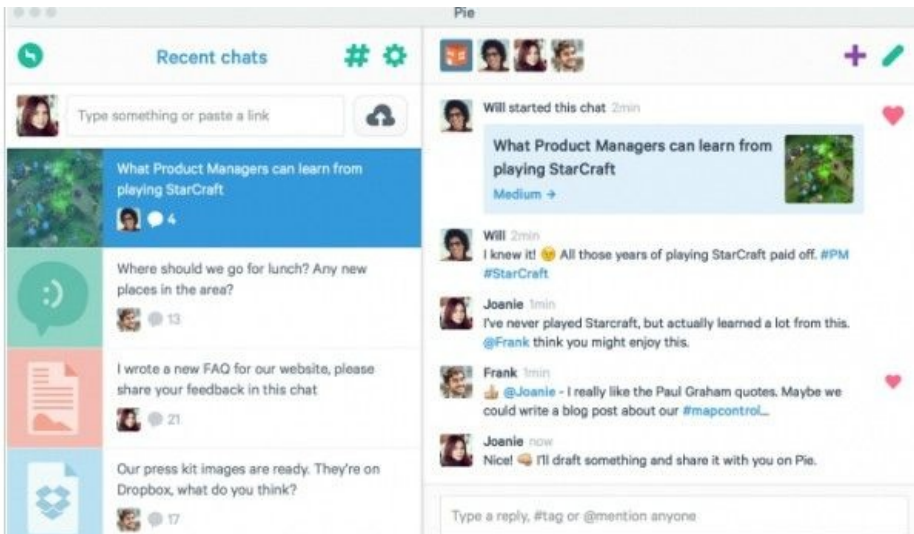 Pie
Recent chats
Type something or paste a link
What Product Managers can learn from
playing StarCraft
4
Where should we go for lunch? Any new
places in the area?
13
I wrote a new FAQ for our website, please
share your feedback in this chat
21
Our press kit images are ready. They're on
Dropbox, what do you think?
17
Will started this chat 2min
What Product Managers can learn from
playing StarCraft
Medium →
Will 2min
I knew it! 😉 All those years of playing StarCraft paid off. #PM
#StarCraft
Joanie 1min
I've never played Starcraft, but actually learned a lot from this.
@Frank think you might enjoy this.
Frank 1min
👍 @Joanie - I really like the Paul Graham quotes. Maybe we
could write a blog post about our #mapcontrol...
Joanie now
Nice! 👊 I'll draft something and share it with you on Pie.
Type a reply, #tag or @mention anyone